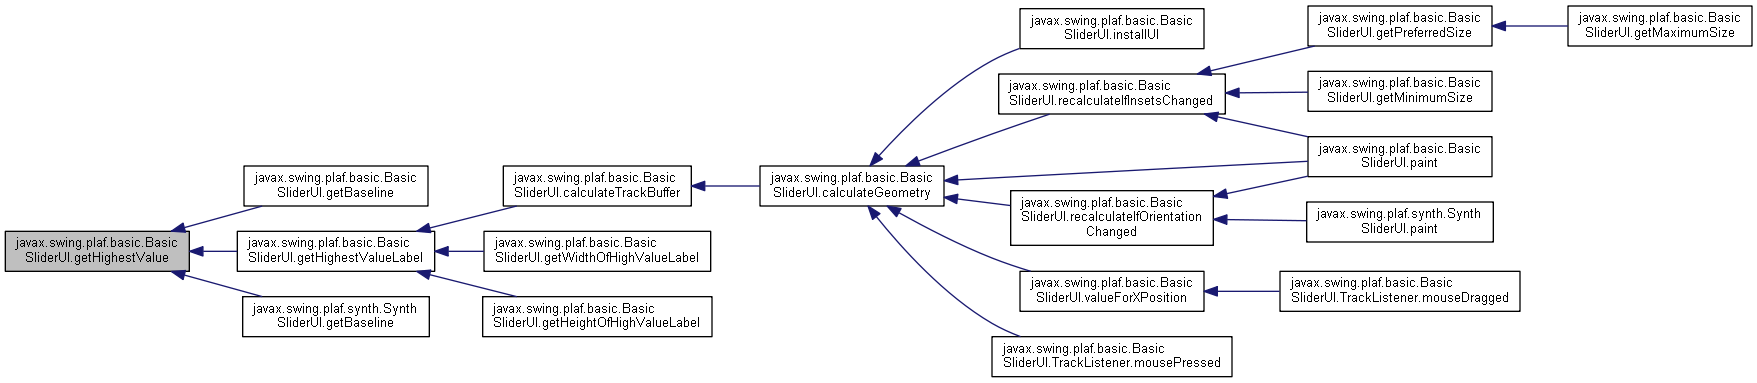 javax.swing.plaf.basic.Basic
SliderUI.getHighestValue
javax.swing.plaf.basic.Basic
SliderUI.getBaseline
javax.swing.plaf.basic.Basic
SliderUI.getHighestValueLabel
javax.swing.plaf.synth.Synth
SliderUI.getBaseline
javax.swing.plaf.basic.Basic
SliderUI.calculateTrackBuffer
javax.swing.plaf.basic.Basic
SliderUI.getWidthOfHighValueLabel
javax.swing.plaf.basic.Basic
SliderUI.getHeightOfHighValueLabel
javax.swing.plaf.basic.Basic
SliderUI.calculateGeometry
javax.swing.plaf.basic.Basic
SliderUI.installUI
javax.swing.plaf.basic.Basic
SliderUI.recalculateIfInsetsChanged
javax.swing.plaf.basic.Basic
SliderUI.recalculateIfOrientation
Changed
javax.swing.plaf.basic.Basic
SliderUI.valueForXPosition
javax.swing.plaf.basic.Basic
SliderUI.TrackListener.mousePressed
javax.swing.plaf.basic.Basic
SliderUI.getPreferredSize
javax.swing.plaf.basic.Basic
SliderUI.getMinimumSize
javax.swing.plaf.basic.Basic
SliderUI.paint
javax.swing.plaf.synth.Synth
SliderUI.paint
javax.swing.plaf.basic.Basic
SliderUI.TrackListener.mouseDragged
javax.swing.plaf.basic.Basic
SliderUI.getMaximumSize